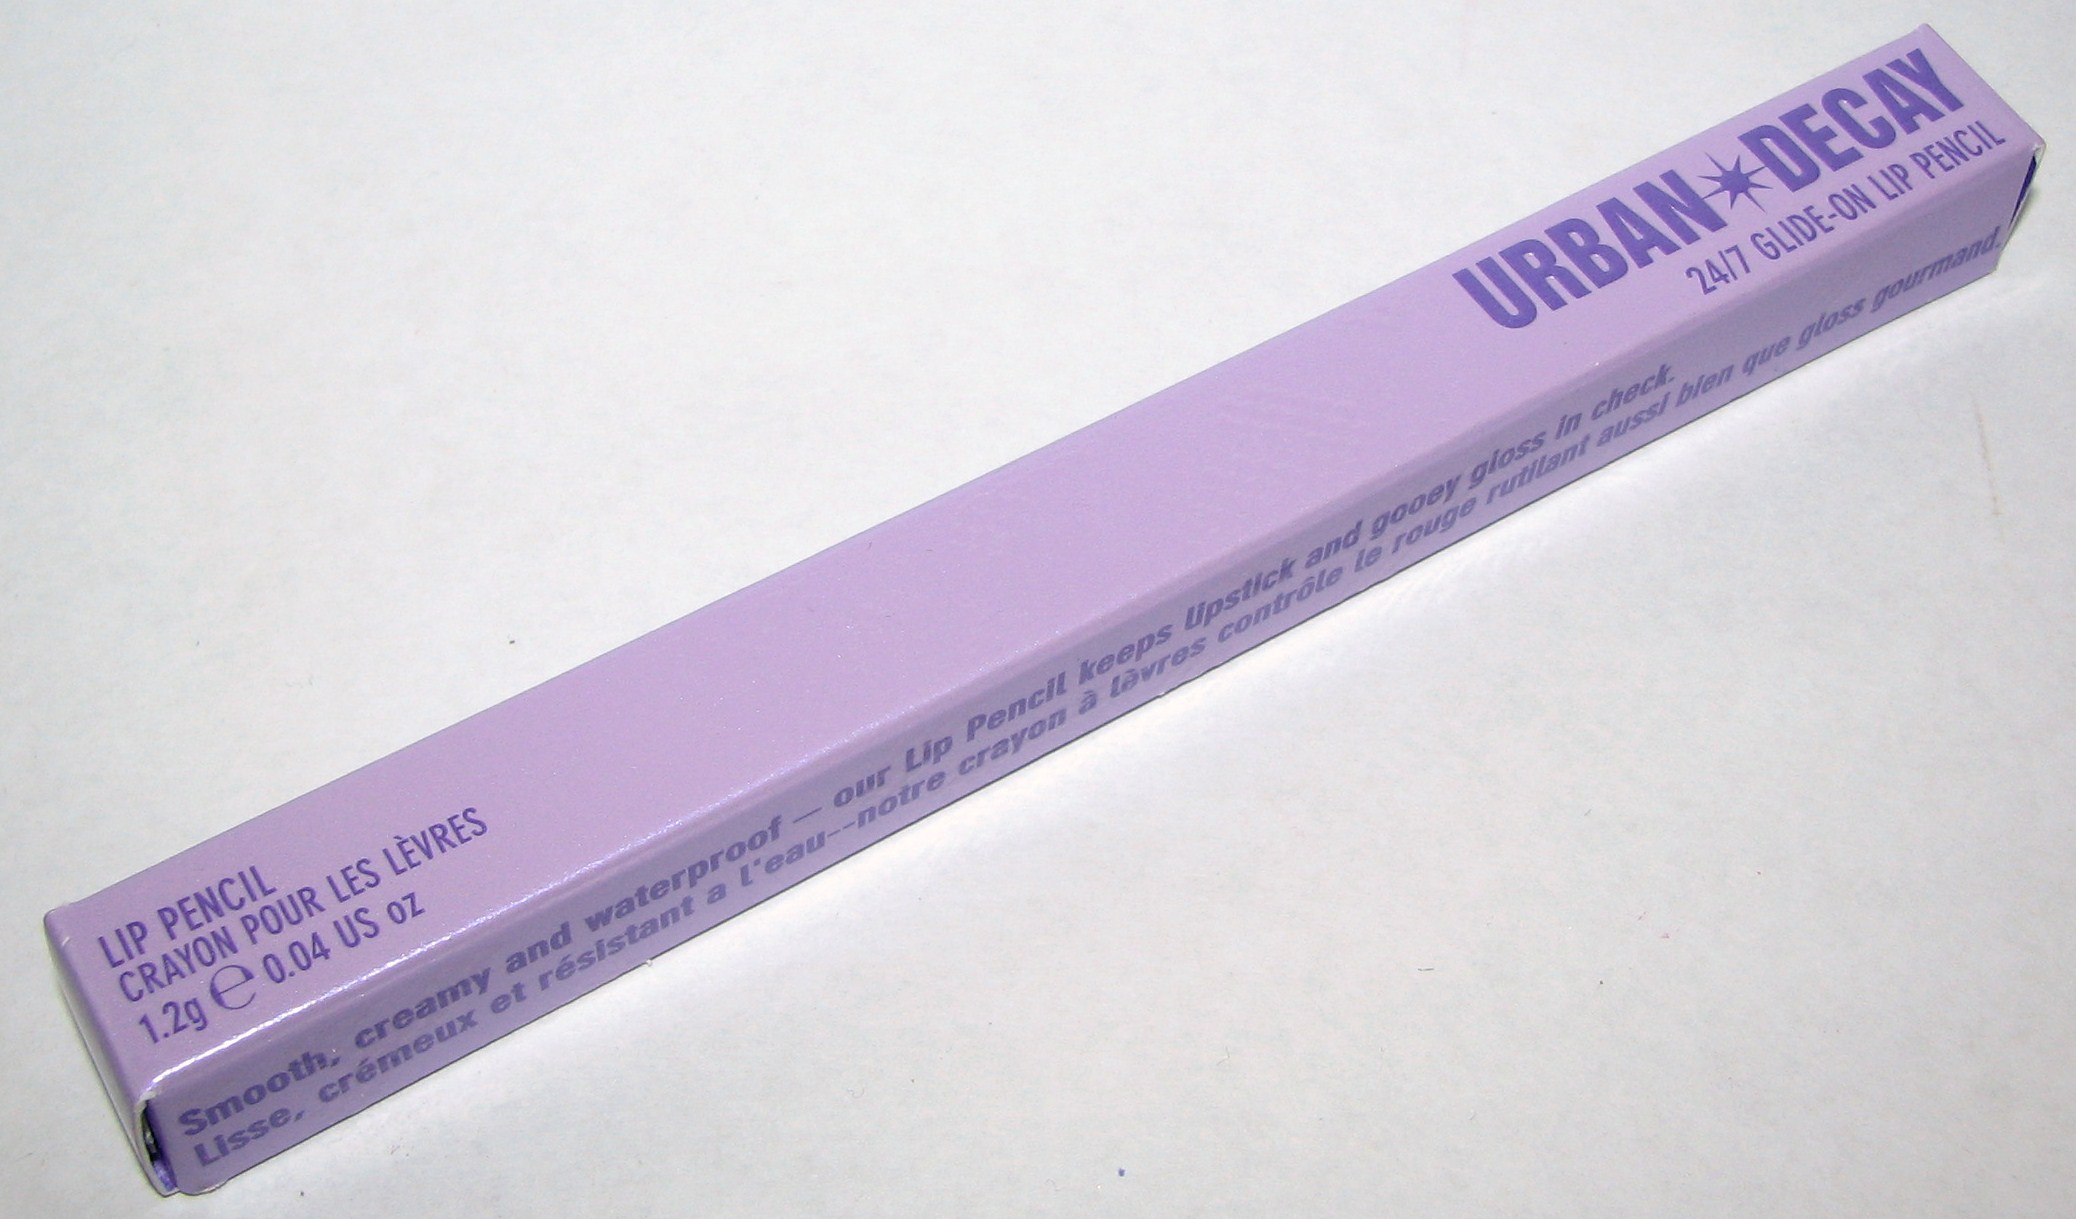 URBAN DECAY
24/7 GLIDE-ON LIP PENCIL
LIP PENCIL
CRAYON POUR LES LÈVRES
1.2g ℮ 0.04 US oz
Smooth, creamy and waterproof — our Lip Pencil keeps lipstick and gooey gloss in check.
Lisse, crémeux et résistant a l'eau--notre crayon à lèvres contrôle le rouge rutilant aussi bien que gloss gourmand.